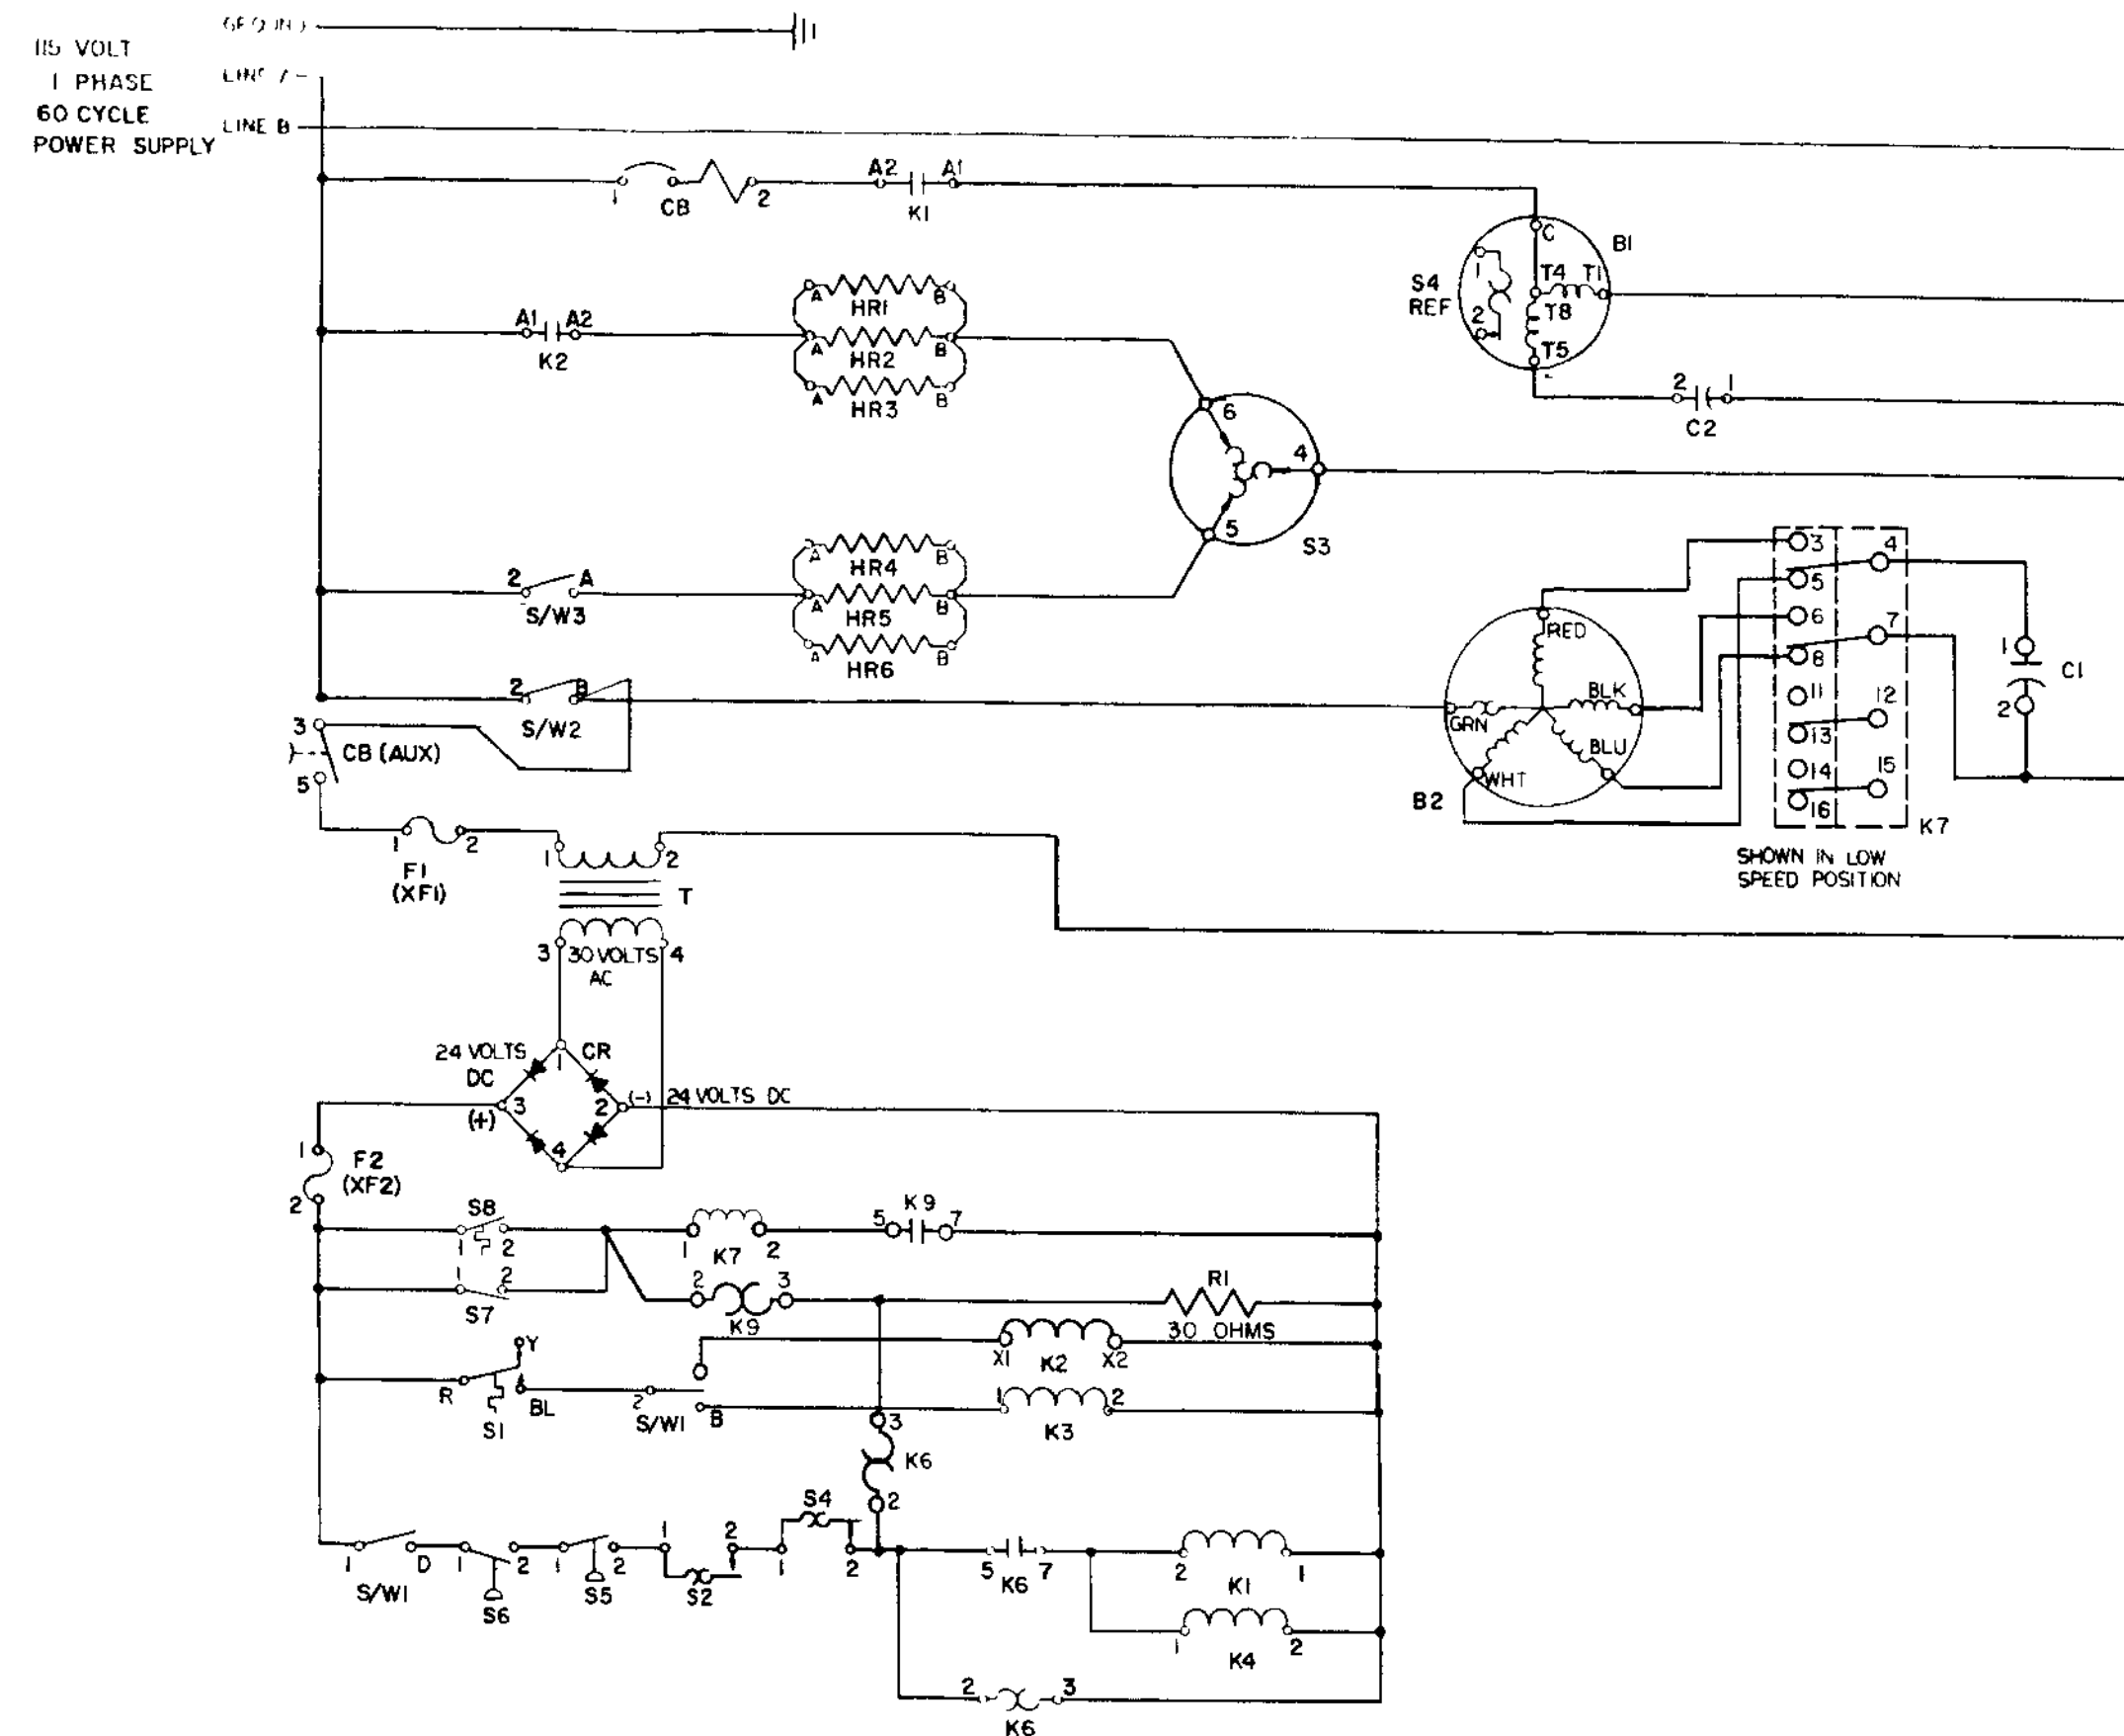 115 VOLT
1 PHASE
60 CYCLE
POWER SUPPLY
LINE B
1 CB 2
A2 A1
K1
C
B1
S4
REF
1
2
T4 T1
T8
T5
2 1
C2
A HR1 B
A1 A2
K2
A HR2 B
A HR3 B
6
4
5
S3
A HR4 B
2 A
S/W3
A HR5 B
A HR6 B
2 B
S/W2
3
CB (AUX)
5
RED
BLK
GRN
BLU
WHT
B2
3 4
5
6
7
8
11 12
13
14 15
16
K7
1
C1
2
SHOWN IN LOW
SPEED POSITION
1 2
F1
(XF1)
1 2
T
3 30 VOLTS 4
AC
24 VOLTS
DC
CR
1
3
(+)
2
(-) 24 VOLTS DC
4
1
F2
(XF2)
2
S8
1 2
1 K7 2
5 K9 7
1 2
S7
2 3
K9
R1
30 OHMS
Y
R
S1
BL
2
S/W1
B
X1 K2 X2
1 2
K3
3
K6
2
1 D
S/W1
1 2
S6
1 2
S5
1 2
S2
S4
1 2
5 7
K6
2 1
K1
1 2
K4
2 3
K6